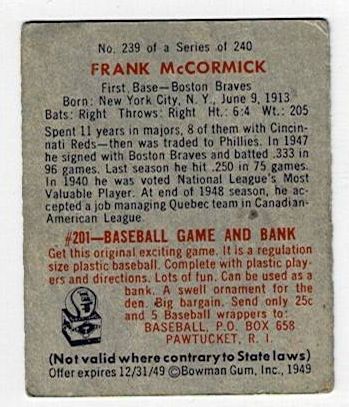 No. 239 of a Series of 240
FRANK McCORMICK
First Base—Boston Braves
Born: New York City, N. Y., June 9, 1913
Bats: Right Throws: Right Ht.: 6:4 Wt.: 205
Spent 11 years in majors, 8 of them with Cincin-
nati Reds—then was traded to Phillies. In 1947
he signed with Boston Braves and batted .333 in
96 games. Last season he hit .250 in 75 games.
In 1940 he was voted National League's Most
Valuable Player. At end of 1948 season, he ac-
cepted a job managing Quebec team in Canadian-
American League.
#201—BASEBALL GAME AND BANK
Get this original exciting game. It is a regulation
size plastic baseball. Complete with plastic play-
ers and directions. Lots of fun. Can be used as a
bank. A swell ornament for the
den. Big bargain. Send only 25c
and 5 Baseball wrappers to:
BASEBALL, P.O. BOX 658
PAWTUCKET, R. I.
(Not valid where contrary to State laws)
Offer expires 12/31/49 ©Bowman Gum, Inc., 1949